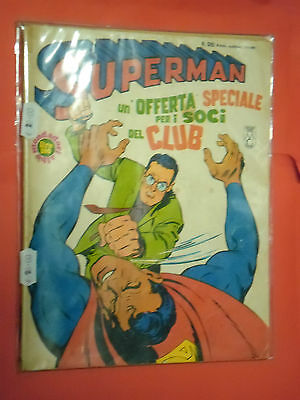 SUPERMAN
UN'OFFERTA SPECIALE
PER I SOCI
DEL CLUB